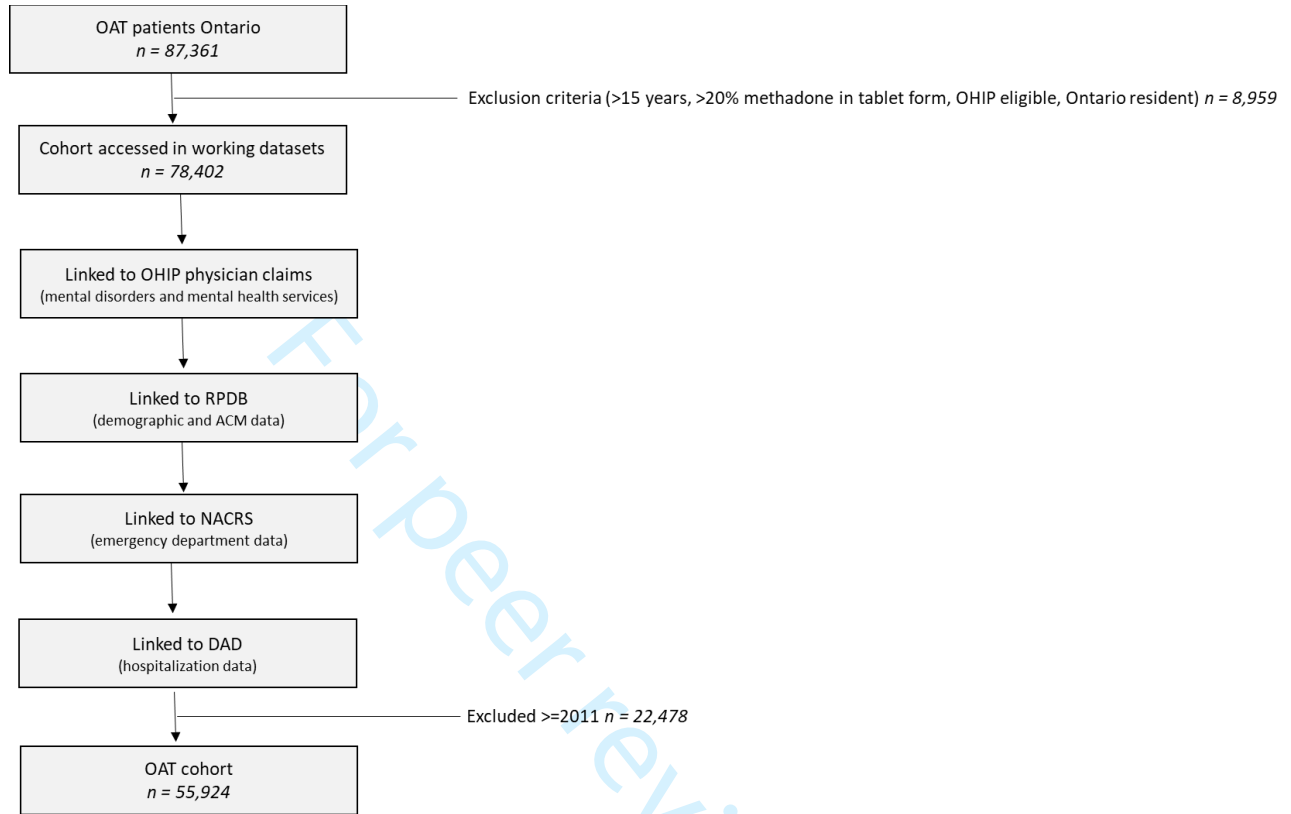 OAT patients Ontario
n = 87,361
Exclusion criteria (>15 years, >20% methadone in tablet form, OHIP eligible, Ontario resident) n = 8,959
Cohort accessed in working datasets
n = 78,402
Linked to OHIP physician claims
(mental disorders and mental health services)
Linked to RPDB
(demographic and ACM data)
Linked to NACRS
(emergency department data)
Linked to DAD
(hospitalization data)
Excluded >=2011 n = 22,478
OAT cohort
n = 55,924
For peer revi